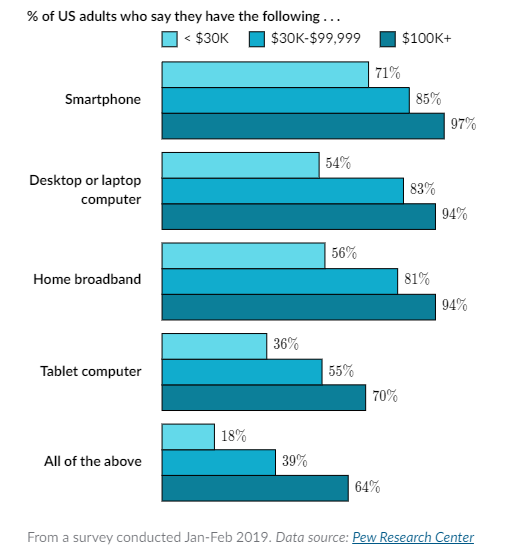 % of US adults who say they have the following . . .
< $30K $30K-$99,999 $100K+
Smartphone
71%
85%
97%
Desktop or laptop
computer
54%
83%
94%
Home broadband
56%
81%
94%
Tablet computer
36%
55%
70%
All of the above
18%
39%
64%
From a survey conducted Jan-Feb 2019. Data source: Pew Research Center